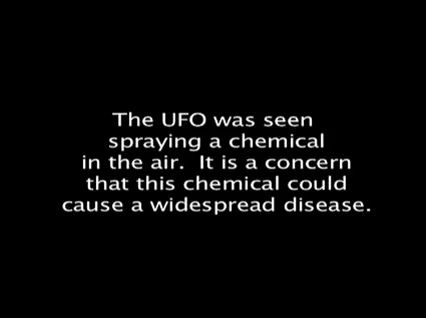 The UFO was seen
spraying a chemical
in the air.  It is a concern
that this chemical could
cause a widespread disease.